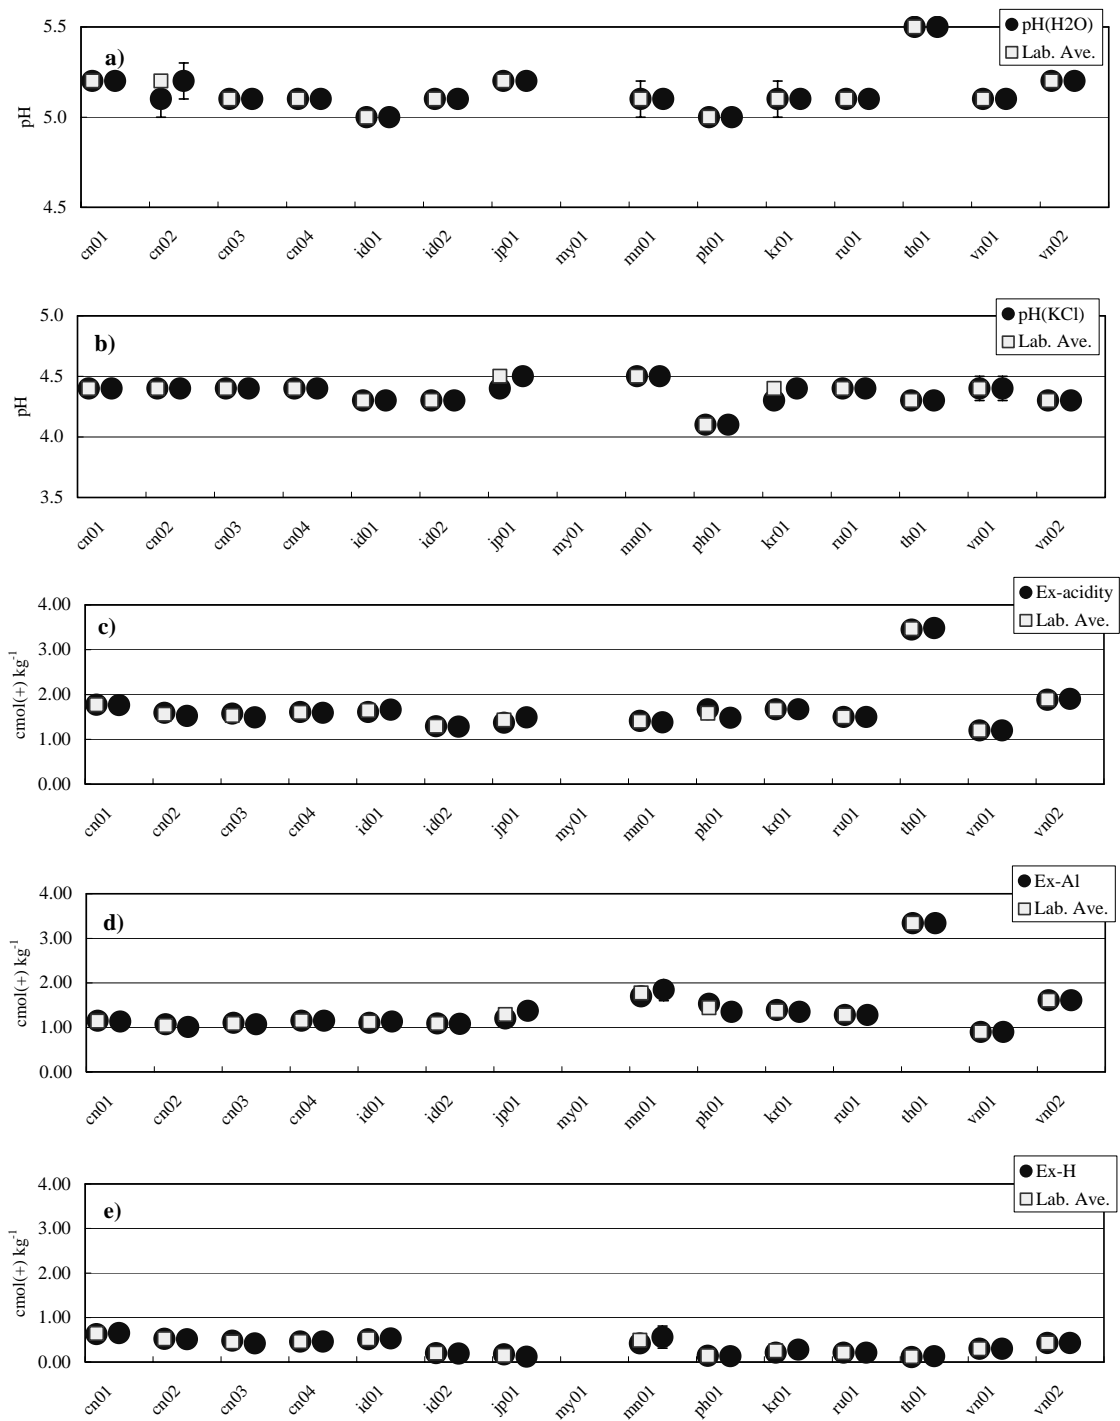 5.5
a)
pH(H2O)
Lab. Ave.
pH
5.0
4.5
cn01 cn02 cn03 cn04 id01 id02 jp01 my01 mn01 ph01 kr01 ru01 th01 vn01 vn02
5.0
b)
pH(KCl)
Lab. Ave.
4.5
pH
4.0
3.5
cn01 cn02 cn03 cn04 id01 id02 jp01 my01 mn01 ph01 kr01 ru01 th01 vn01 vn02
4.00
c)
Ex-acidity
Lab. Ave.
3.00
cmol(+) kg-1
2.00
1.00
0.00
cn01 cn02 cn03 cn04 id01 id02 jp01 my01 mn01 ph01 kr01 ru01 th01 vn01 vn02
4.00
d)
Ex-Al
Lab. Ave.
3.00
cmol(+) kg-1
2.00
1.00
0.00
cn01 cn02 cn03 cn04 id01 id02 jp01 my01 mn01 ph01 kr01 ru01 th01 vn01 vn02
4.00
e)
Ex-H
Lab. Ave.
3.00
cmol(+) kg-1
2.00
1.00
0.00
cn01 cn02 cn03 cn04 id01 id02 jp01 my01 mn01 ph01 kr01 ru01 th01 vn01 vn02